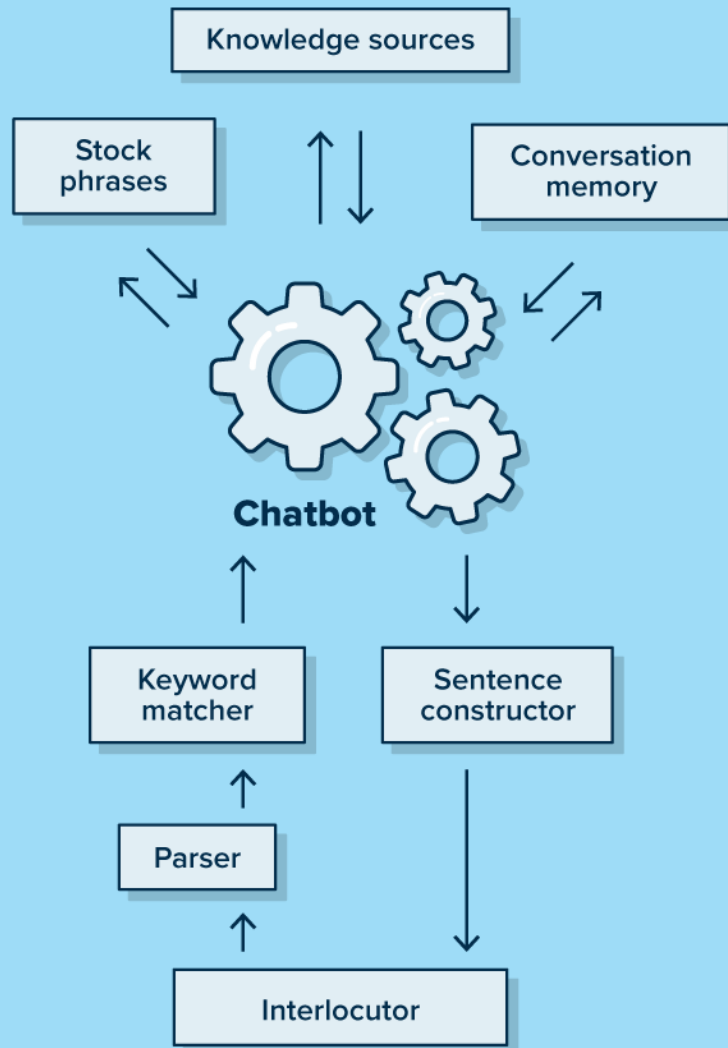 Knowledge sources
Stock
phrases
Conversation
memory
Chatbot
Keyword
matcher
Sentence
constructor
Parser
Interlocutor